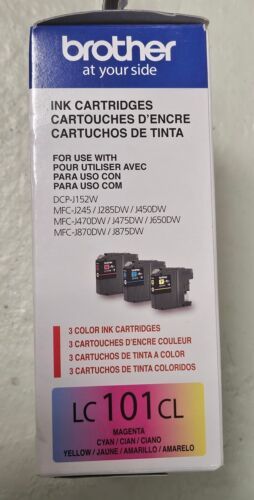 brother
at your side
INK CARTRIDGES
CARTOUCHES D'ENCRE
CARTUCHOS DE TINTA
FOR USE WITH
POUR UTILISER AVEC
PARA USO CON
PARA USO COM
DCP-J152W
MFC-J245 / J285DW / J450DW
MFC-J470DW / J475DW / J650DW
MFC-J870DW / J875DW
3 COLOR INK CARTRIDGES
3 CARTOUCHES D'ENCRE COULEUR
3 CARTUCHOS DE TINTA A COLOR
3 CARTUCHOS DE TINTA COLORIDOS
LC101CL
MAGENTA
CYAN / CIAN / CIANO
YELLOW / JAUNE / AMARILLO / AMARELO